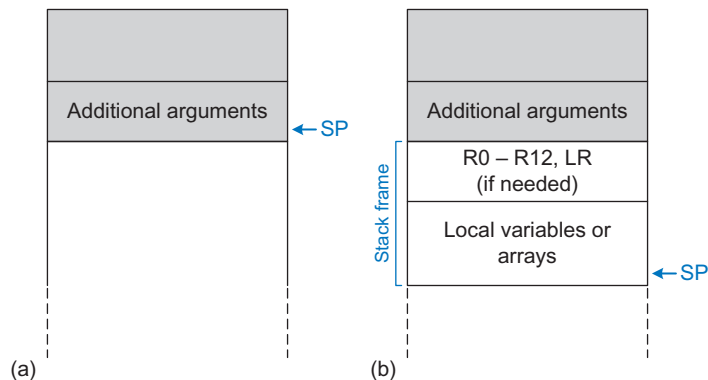 Additional arguments
SP
(a)
Additional arguments
R0 – R12, LR
(if needed)
Local variables or
arrays
Stack frame
SP
(b)